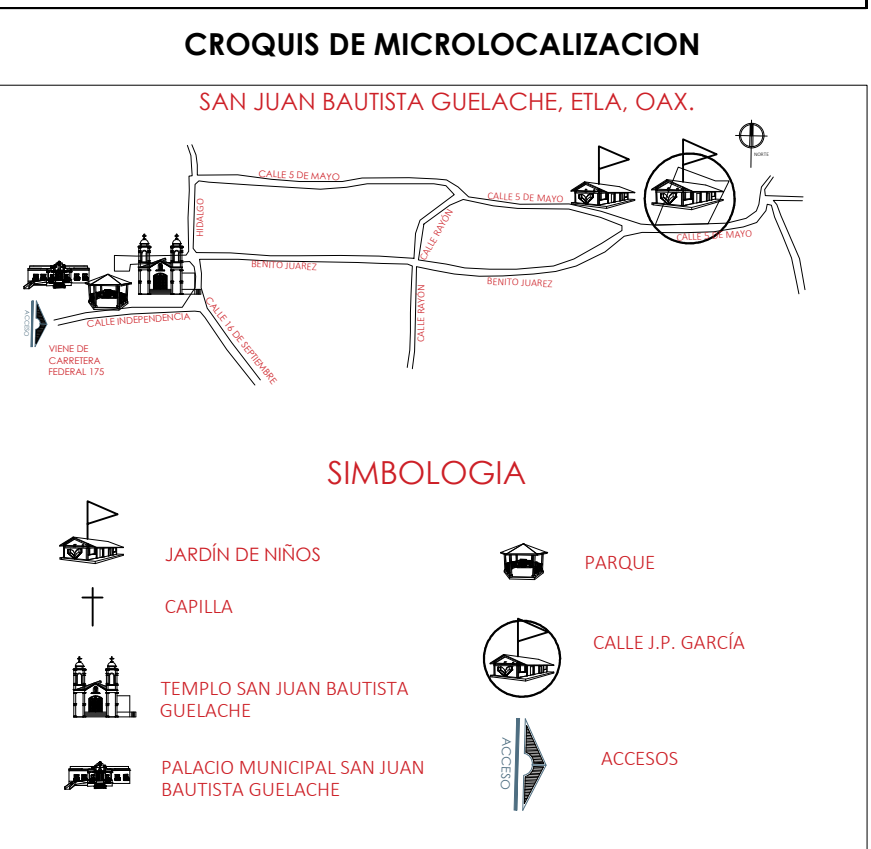 CROQUIS DE MICROLOCALIZACION
SAN JUAN BAUTISTA GUELACHE, ETLA, OAX.
NORTE
CALLE 5 DE MAYO
CALLE 5 DE MAYO
CALLE 5 DE MAYO
HIDALGO
CALLE RAYÓN
BENITO JUAREZ
BENITO JUAREZ
CALLE RAYÓN
CALLE INDEPENDENCIA
CALLE 16 DE SEPTIEMBRE
ACCESO
VIENE DE
CARRETERA
FEDERAL 175
SIMBOLOGIA
JARDÍN DE NIÑOS
CAPILLA
TEMPLO SAN JUAN BAUTISTA
GUELACHE
PALACIO MUNICIPAL SAN JUAN
BAUTISTA GUELACHE
PARQUE
CALLE J.P. GARCÍA
ACCESO
ACCESOS